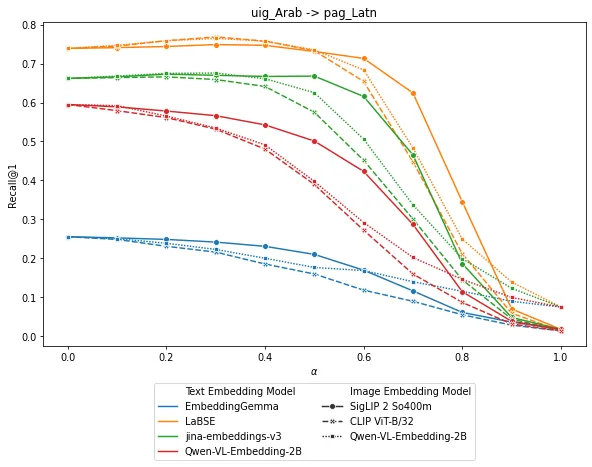 uig_Arab -> pag_Latn
Recall@1
0.8
0.7
0.6
0.5
0.4
0.3
0.2
0.1
0.0
0.0 0.2 0.4 0.6 0.8 1.0
α
Text Embedding Model Image Embedding Model
EmbeddingGemma SigLIP 2 So400m
LaBSE CLIP ViT-B/32
jina-embeddings-v3 Qwen-VL-Embedding-2B
Qwen-VL-Embedding-2B